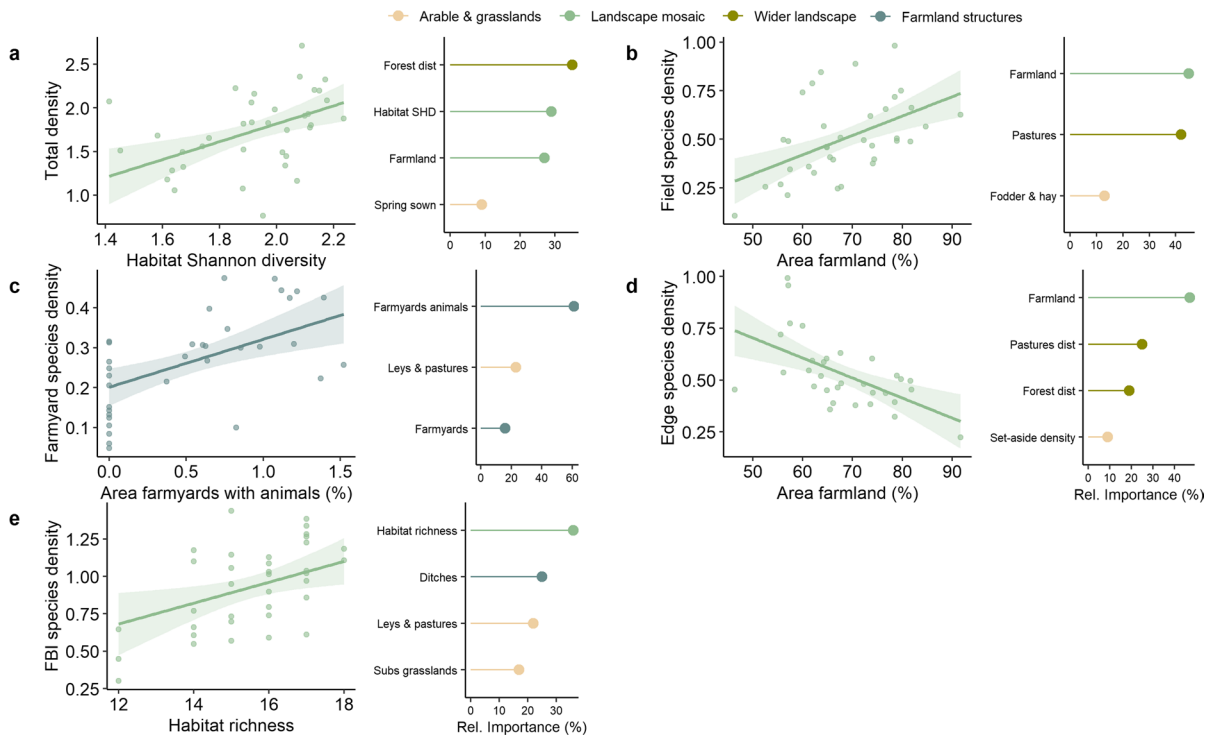 Arable & grasslands Landscape mosaic Wider landscape Farmland structures
a
Total density
2.5
2.0
1.5
1.0
1.4 1.6 1.8 2.0 2.2
Habitat Shannon diversity
Forest dist
Habitat SHD
Farmland
Spring sown
0 10 20 30
b
Field species density
1.00
0.75
0.50
0.25
50 60 70 80 90
Area farmland (%)
Farmland
Pastures
Fodder & hay
0 10 20 30 40
c
Farmyard species density
0.4
0.3
0.2
0.1
0.0 0.5 1.0 1.5
Area farmyards with animals (%)
Farmyards animals
Leys & pastures
Farmyards
0 20 40 60
d
Edge species density
1.00
0.75
0.50
0.25
50 60 70 80 90
Area farmland (%)
Farmland
Pastures dist
Forest dist
Set-aside density
0 10 20 30 40
Rel. Importance (%)
e
FBI species density
1.25
1.00
0.75
0.50
0.25
12 14 16 18
Habitat richness
Habitat richness
Ditches
Leys & pastures
Subs grasslands
0 10 20 30
Rel. Importance (%)